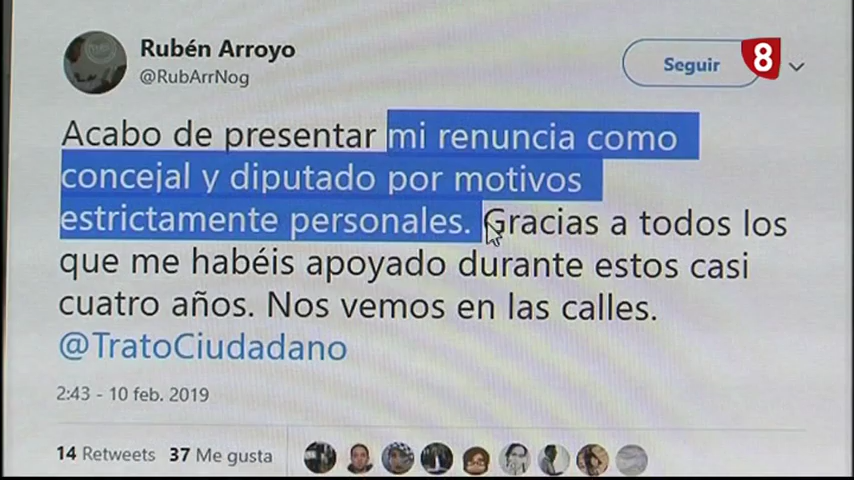 Rubén Arroyo
@RubArrNog
Seguir
8
Acabo de presentar mi renuncia como
concejal y diputado por motivos
estrictamente personales. Gracias a todos los
que me habéis apoyado durante estos casi
cuatro años. Nos vemos en las calles.
@TratoCiudadano
2:43 - 10 feb. 2019
14 Retweets 37 Me gusta